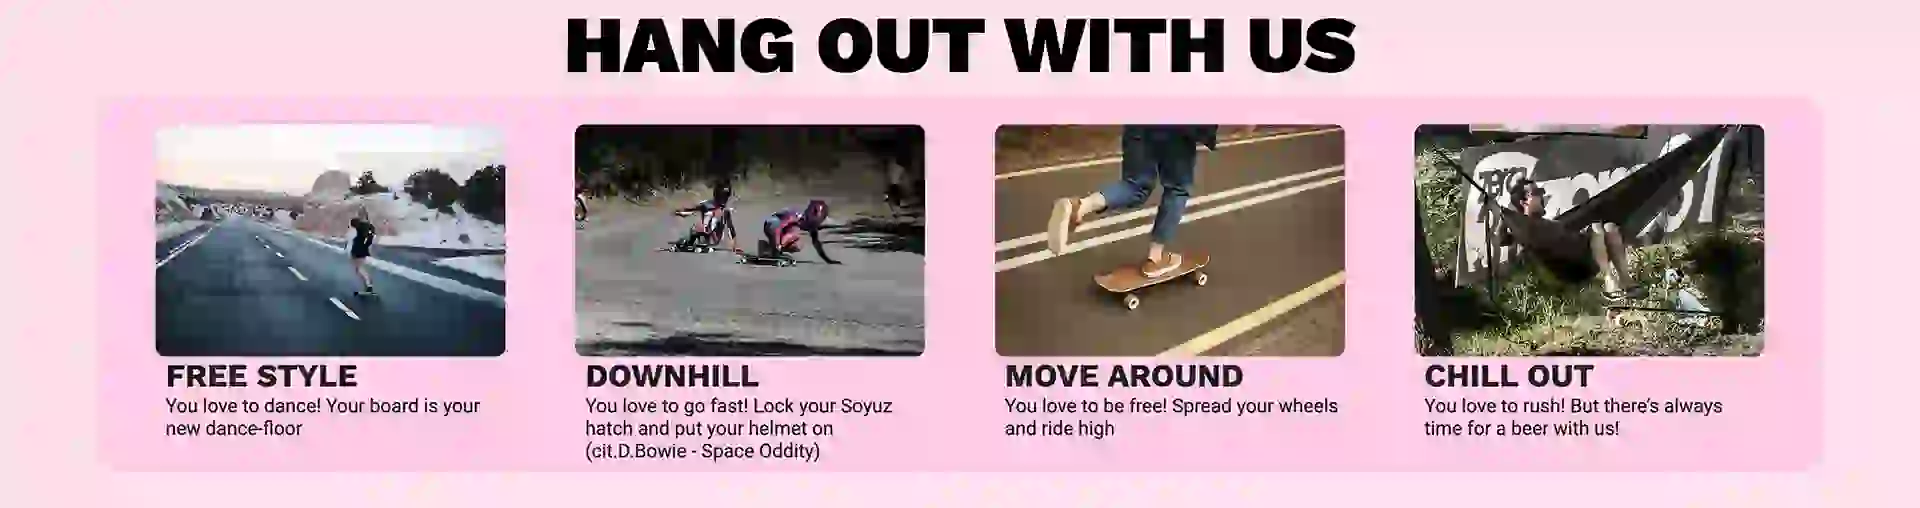 HANG OUT WITH US
FREE STYLE
You love to dance! Your board is your
new dance-floor
DOWNHILL
You love to go fast! Lock your Soyuz
hatch and put your helmet on
(cit.D.Bowie - Space Oddity)
MOVE AROUND
You love to be free! Spread your wheels
and ride high
CHILL OUT
You love to rush! But there's always
time for a beer with us!